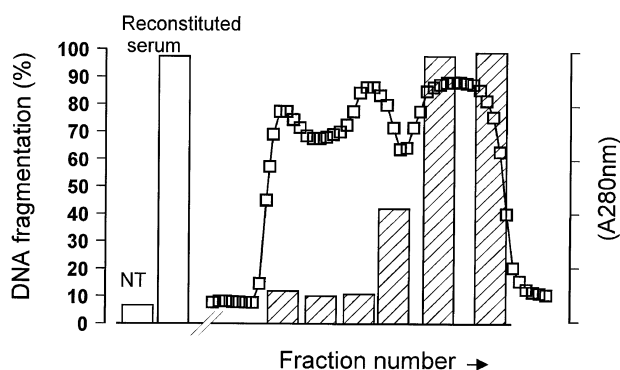 Reconstituted
serum
100
90
80
70
60
50
40
30
20
10
0
DNA fragmentation (%)
NT
(A280nm)
Fraction number →